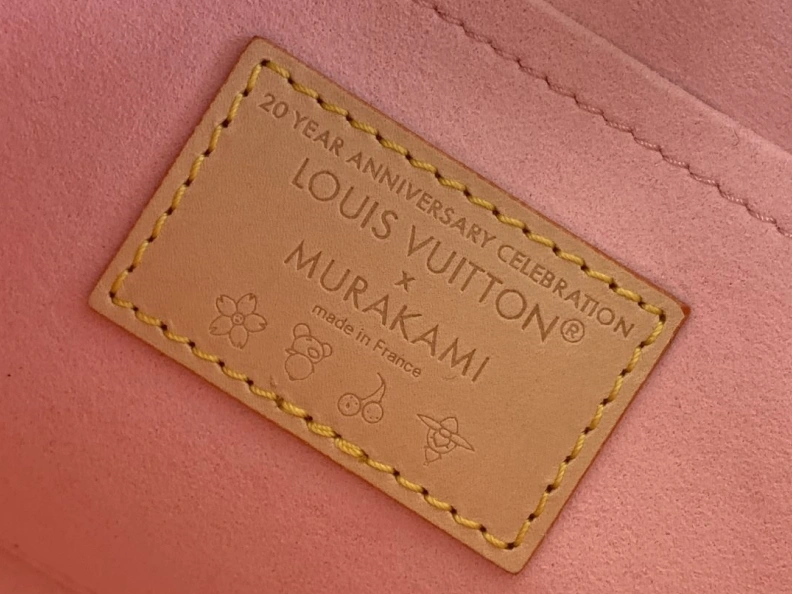 20 YEAR ANNIVERSARY CELEBRATION
LOUIS VUITTON®
x
MURAKAMI
made in France